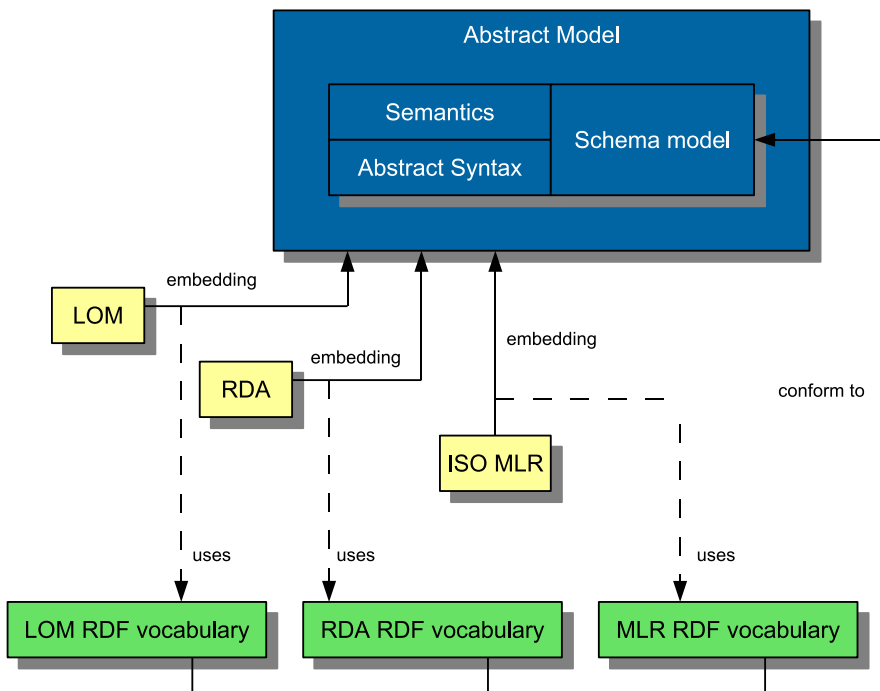 Abstract Model
Semantics
Schema model
Abstract Syntax
embedding
LOM
embedding
embedding
RDA
conform to
ISO MLR
uses
uses
uses
LOM RDF vocabulary
RDA RDF vocabulary
MLR RDF vocabulary